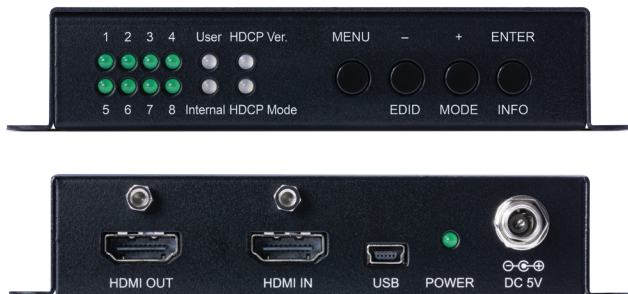 1 2 3 4 User HDCP Ver. MENU – + ENTER
5 6 7 8 Internal HDCP Mode EDID MODE INFO
HDMI OUT HDMI IN USB POWER DC 5V